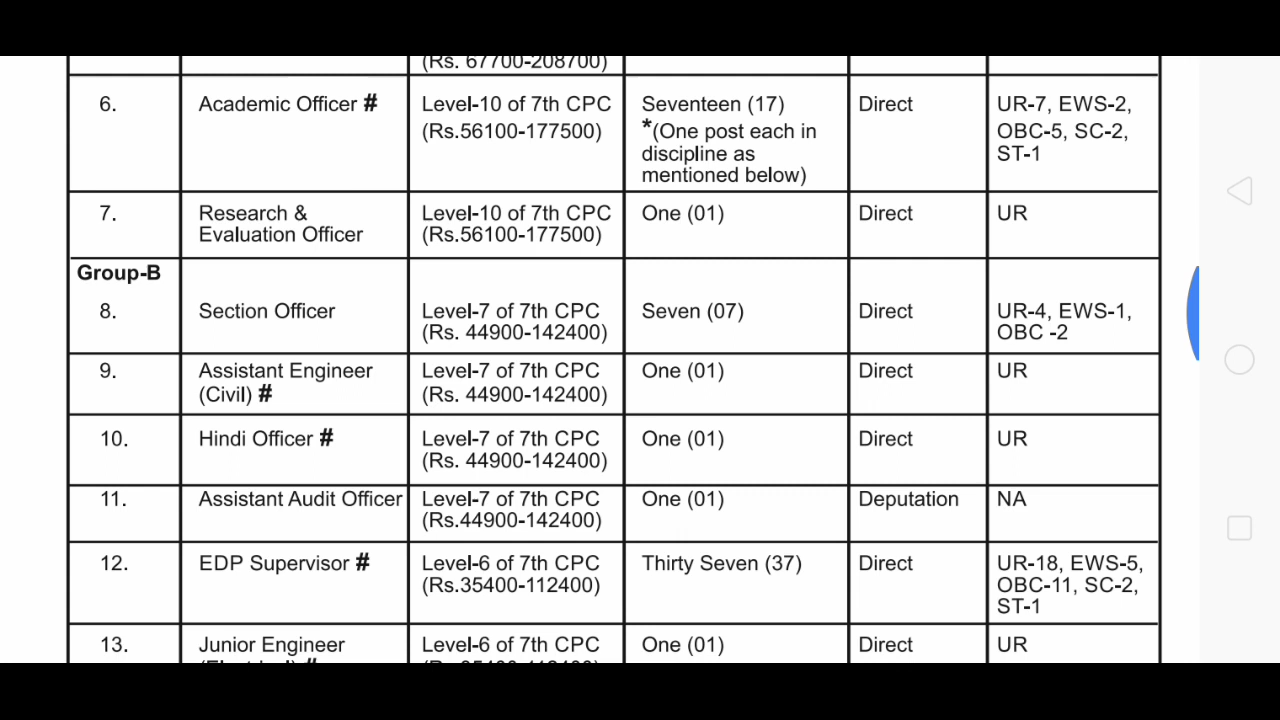 (Rs. 67700-208700)
6. Academic Officer # Level-10 of 7th CPC Seventeen (17) Direct UR-7, EWS-2,
(Rs.56100-177500) *(One post each in OBC-5, SC-2,
discipline as ST-1
mentioned below)
7. Research & Level-10 of 7th CPC One (01) Direct UR
Evaluation Officer (Rs.56100-177500)
Group-B
8. Section Officer Level-7 of 7th CPC Seven (07) Direct UR-4, EWS-1,
(Rs. 44900-142400) OBC -2
9. Assistant Engineer Level-7 of 7th CPC One (01) Direct UR
(Civil) # (Rs. 44900-142400)
10. Hindi Officer # Level-7 of 7th CPC One (01) Direct UR
(Rs. 44900-142400)
11. Assistant Audit Officer Level-7 of 7th CPC One (01) Deputation NA
(Rs.44900-142400)
12. EDP Supervisor # Level-6 of 7th CPC Thirty Seven (37) Direct UR-18, EWS-5,
(Rs.35400-112400) OBC-11, SC-2,
ST-1
13. Junior Engineer Level-6 of 7th CPC One (01) Direct UR